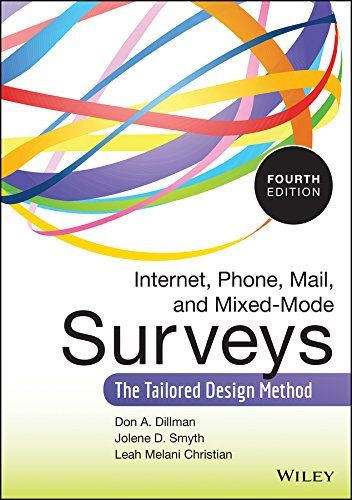 FOURTH
EDITION
Internet, Phone, Mail,
and Mixed-Mode
Surveys
The Tailored Design Method
Don A. Dillman
Jolene D. Smyth
Leah Melani Christian
WILEY